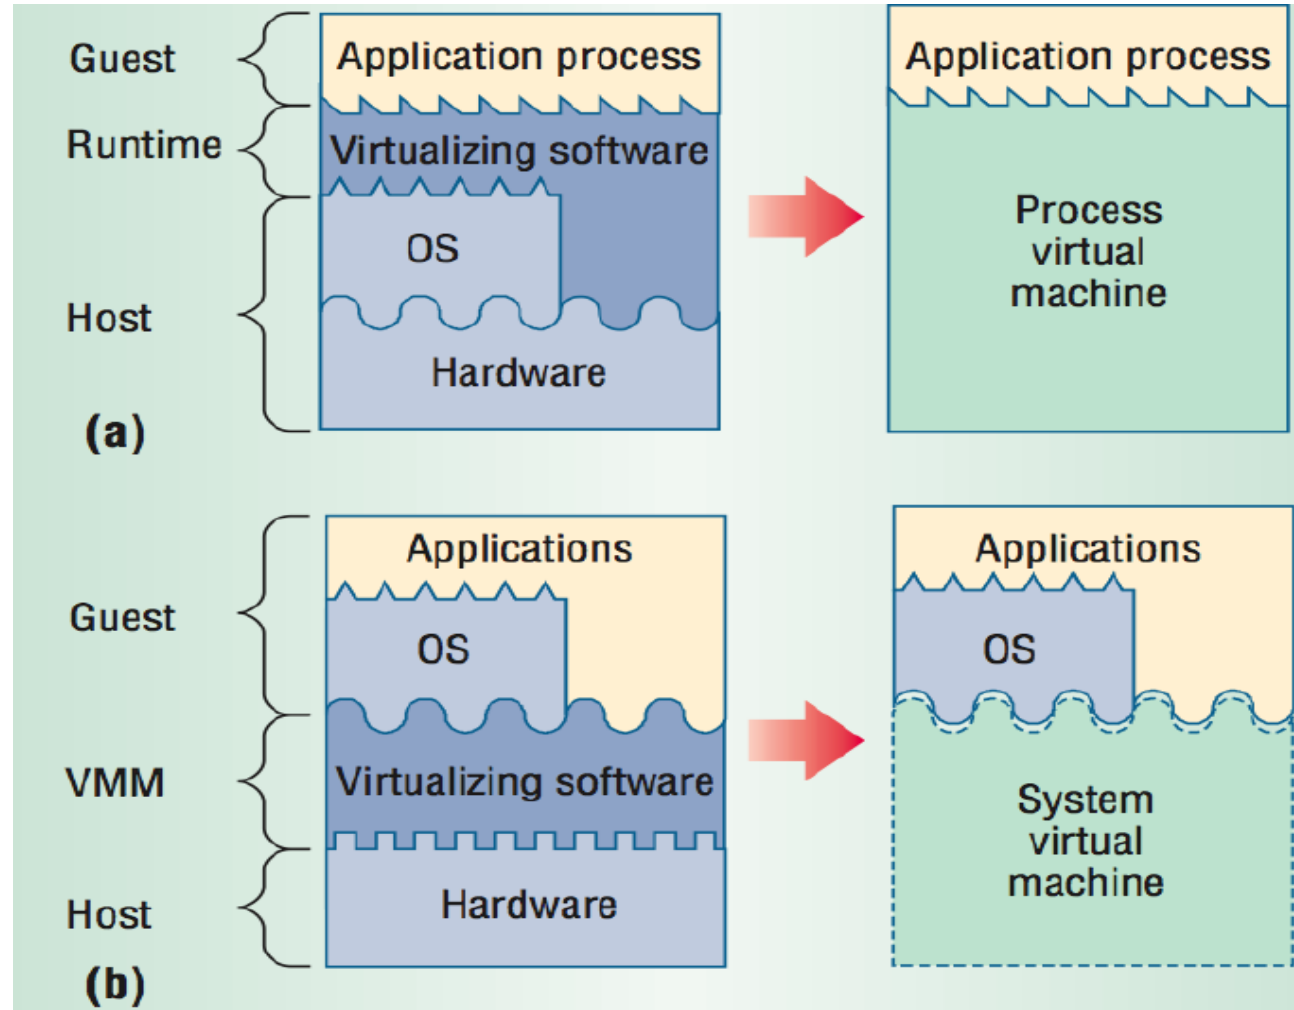 Guest
Application process
Application process
Runtime
Virtualizing software
OS
Process
virtual
machine
Host
Hardware
(a)
Guest
Applications
Applications
OS
OS
VMM
Virtualizing software
System
virtual
machine
Host
Hardware
(b)